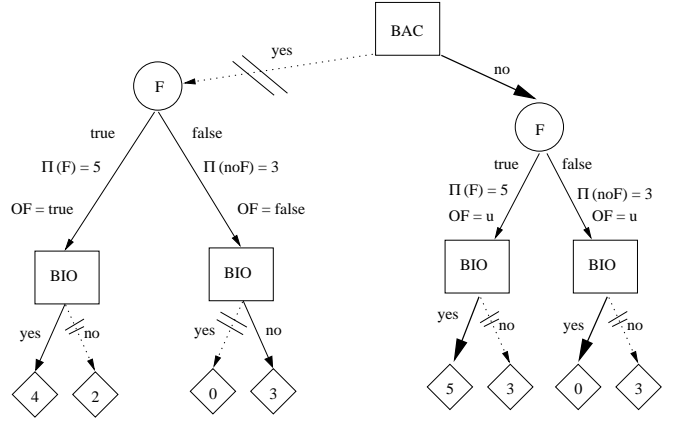 BAC
yes
no
F
F
true
false
Π (F) = 5
Π (noF) = 3
OF = true
OF = false
true
false
Π (F) = 5
Π (noF) = 3
OF = u
OF = u
BIO
BIO
BIO
BIO
yes
no
yes
no
yes
no
yes
no
4
2
0
3
5
3
0
3